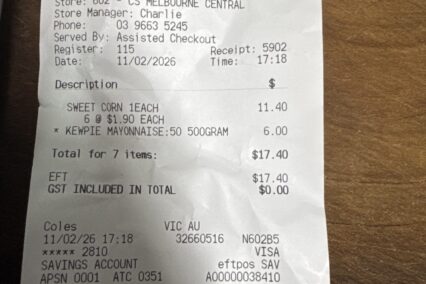 Store: 602 - CS MELBOURNE CENTRAL
Store Manager: Charlie
Phone: 03 9663 5245
Served By: Assisted Checkout
Register: 115 Receipt: 5902
Date: 11/02/2026 Time: 17:18
Description $
SWEET CORN 1EACH 11.40
6 @ $1.90 EACH
* KEWPIE MAYONNAISE:50 500GRAM 6.00
Total for 7 items: $17.40
EFT $17.40
GST INCLUDED IN TOTAL $0.00
Coles VIC AU
11/02/26 17:18 32660516 N602B5
***** 2810 VISA
SAVINGS ACCOUNT eftpos SAV
APSN 0001 ATC 0351 A00000038410